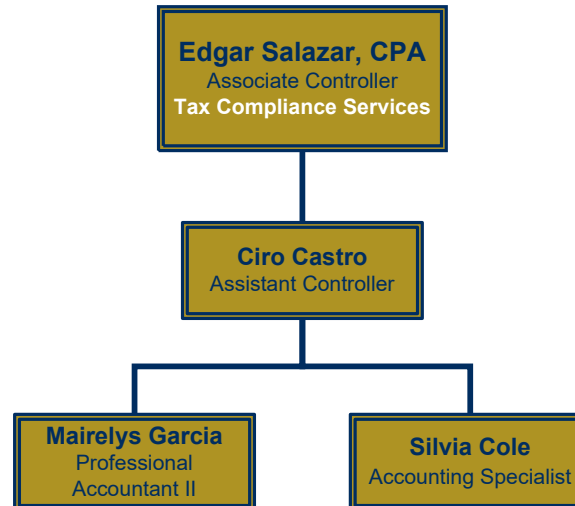 Edgar Salazar, CPA
Associate Controller
Tax Compliance Services
Ciro Castro
Assistant Controller
Mairelys Garcia
Professional
Accountant II
Silvia Cole
Accounting Specialist